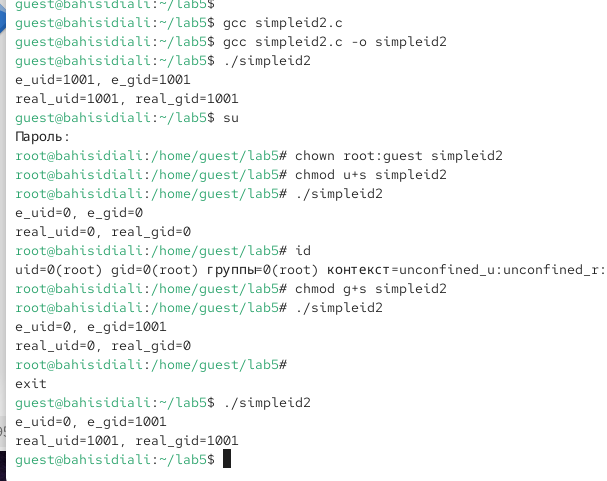 guest@bahisidiali:~/lab5$
guest@bahisidiali:~/lab5$ gcc simpleid2.c
guest@bahisidiali:~/lab5$ gcc simpleid2.c -o simpleid2
guest@bahisidiali:~/lab5$ ./simpleid2
e_uid=1001, e_gid=1001
real_uid=1001, real_gid=1001
guest@bahisidiali:~/lab5$ su
Пароль:
root@bahisidiali:/home/guest/lab5# chown root:guest simpleid2
root@bahisidiali:/home/guest/lab5# chmod u+s simpleid2
root@bahisidiali:/home/guest/lab5# ./simpleid2
e_uid=0, e_gid=0
real_uid=0, real_gid=0
root@bahisidiali:/home/guest/lab5# id
uid=0(root) gid=0(root) группы=0(root) контекст=unconfined_u:unconfined_r:
root@bahisidiali:/home/guest/lab5# chmod g+s simpleid2
root@bahisidiali:/home/guest/lab5# ./simpleid2
e_uid=0, e_gid=1001
real_uid=0, real_gid=0
root@bahisidiali:/home/guest/lab5#
exit
guest@bahisidiali:~/lab5$ ./simpleid2
e_uid=0, e_gid=1001
real_uid=1001, real_gid=1001
guest@bahisidiali:~/lab5$